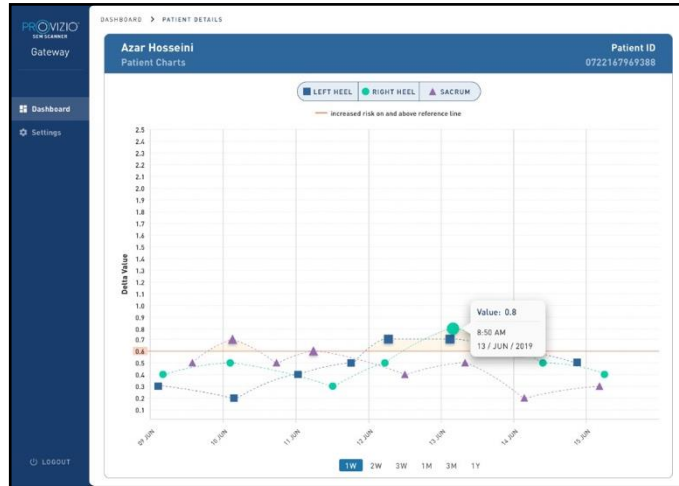 PROVIZIO
SEM SCANNER
Gateway
Dashboard
Settings
LOGOUT
DASHBOARD > PATIENT DETAILS
Azar Hosseini
Patient ID
Patient Charts
0722167969388
LEFT HEEL
RIGHT HEEL
SACRUM
increased risk on and above reference line
Delta Value
2.5
2.4
2.3
2.2
2.1
2.0
1.9
1.8
1.7
1.6
1.5
1.4
1.3
1.2
1.1
1.0
0.9
0.8
0.7
0.6
0.5
0.4
0.3
0.2
0.1
Value: 0.8
8:50 AM
13 / JUN / 2019
09 JUN
10 JUN
11 JUN
12 JUN
13 JUN
14 JUN
15 JUN
1W 2W 3W 1M 3M 1Y